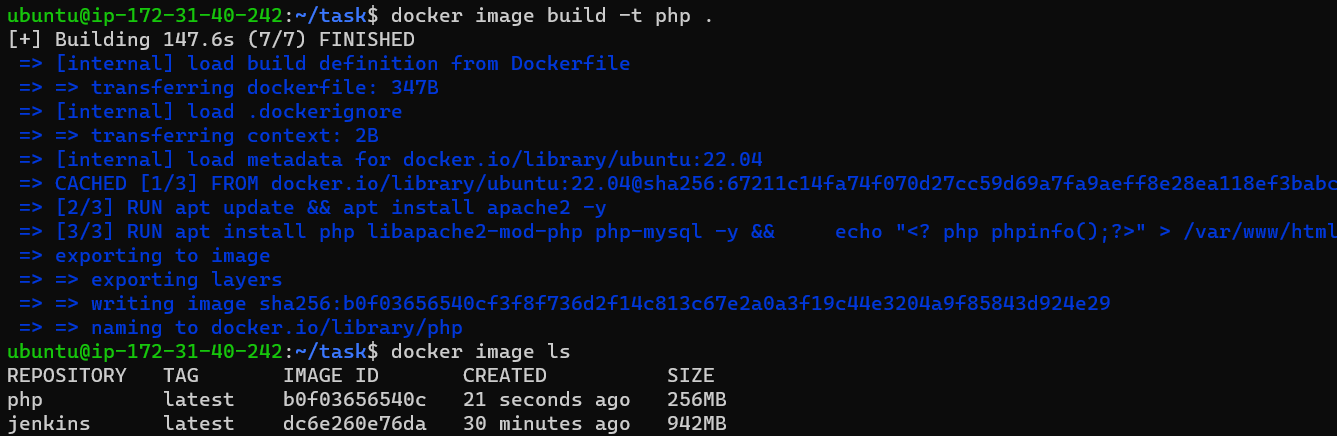 ubuntu@ip-172-31-40-242:~/task$ docker image build -t php .
[+] Building 147.6s (7/7) FINISHED
=> [internal] load build definition from Dockerfile
=> => transferring dockerfile: 347B
=> [internal] load .dockerignore
=> => transferring context: 2B
=> [internal] load metadata for docker.io/library/ubuntu:22.04
=> CACHED [1/3] FROM docker.io/library/ubuntu:22.04@sha256:67211c14fa74f070d27cc59d69a7fa9aeff8e28ea118ef3babc
=> [2/3] RUN apt update && apt install apache2 -y
=> [3/3] RUN apt install php libapache2-mod-php php-mysql -y &&     echo "<? php phpinfo();?>" > /var/www/html
=> exporting to image
=> => exporting layers
=> => writing image sha256:b0f03656540cf3f8f736d2f14c813c67e2a0a3f19c44e3204a9f85843d924e29
=> => naming to docker.io/library/php
ubuntu@ip-172-31-40-242:~/task$ docker image ls
REPOSITORY   TAG       IMAGE ID       CREATED          SIZE
php          latest    b0f03656540c   21 seconds ago   256MB
jenkins      latest    dc6e260e76da   30 minutes ago   942MB